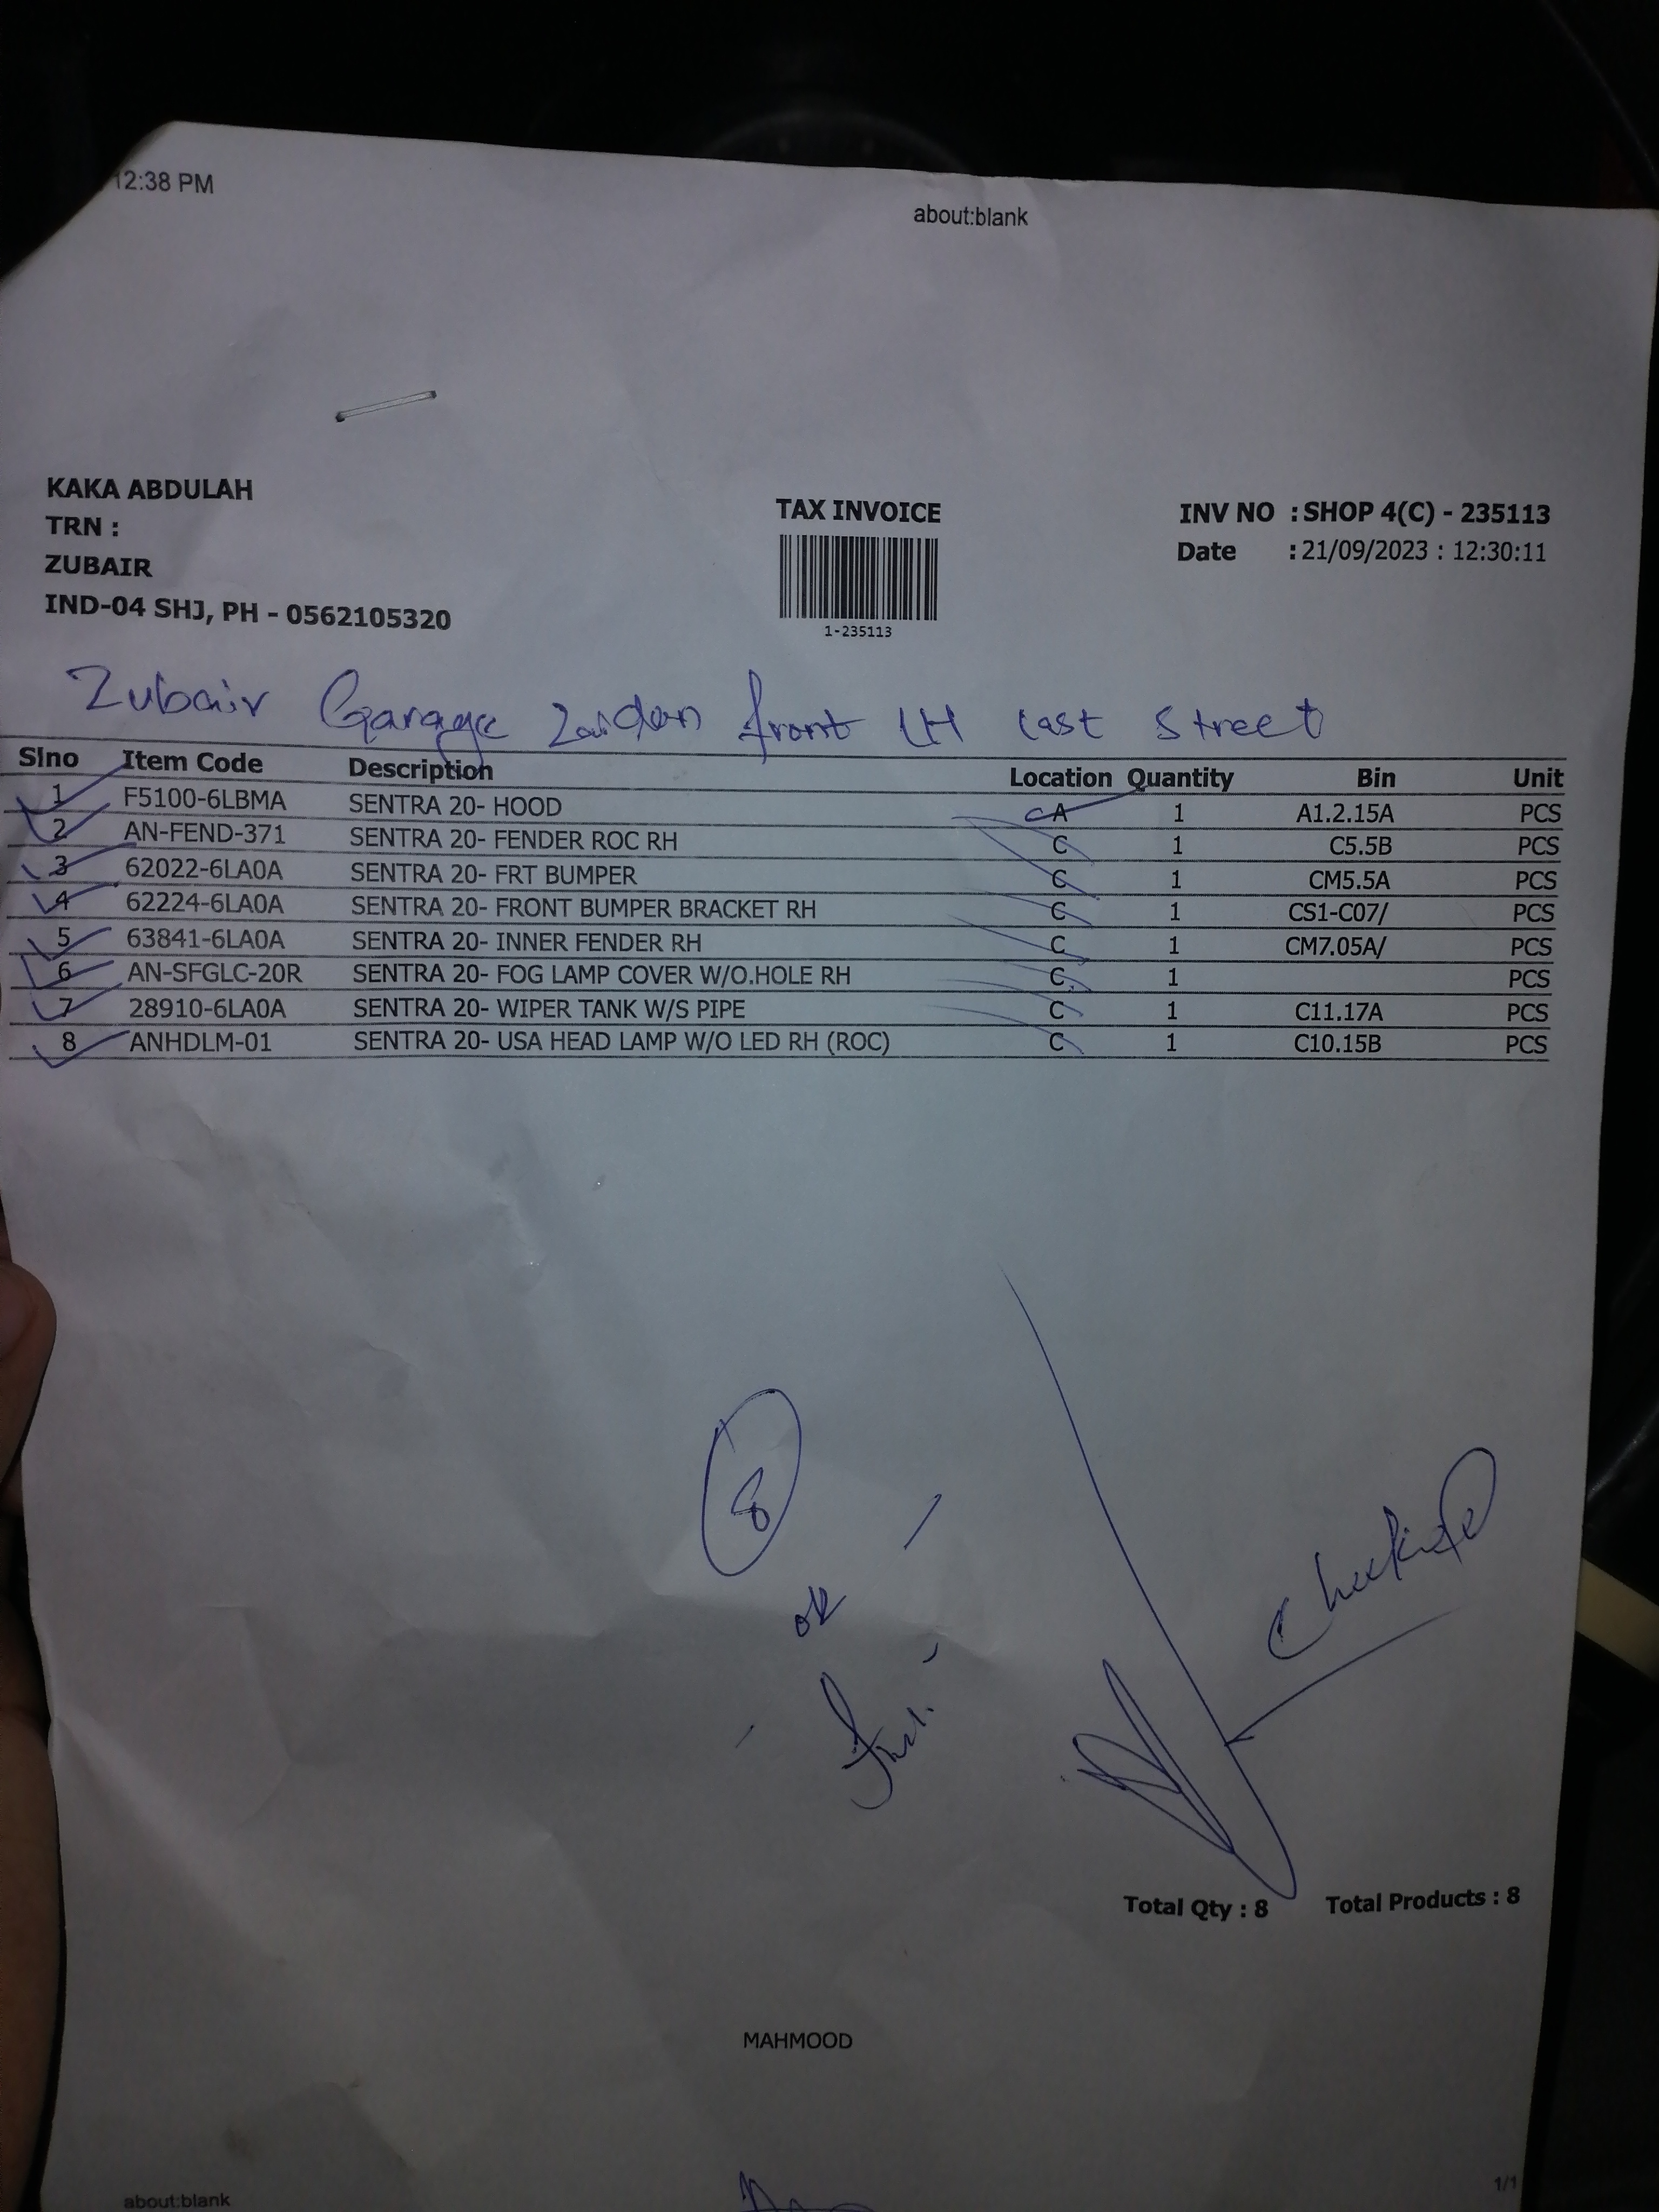 12:38 PM
about:blank
KAKA ABDULAH
TRN :
ZUBAIR
IND-04 SHJ, PH - 0562105320
TAX INVOICE
1-235113
INV NO : SHOP 4(C) - 235113
Date : 21/09/2023 : 12:30:11
Zubair Garage front LH Last Street
Slno Item Code Description Location Quantity Bin Unit
1 F5100-6LBMA SENTRA 20- HOOD A 1 A1.2.15A PCS
2 AN-FEND-371 SENTRA 20- FENDER ROC RH C 1 C5.5B PCS
3 62022-6LA0A SENTRA 20- FRT BUMPER C 1 CM5.5A PCS
4 62224-6LA0A SENTRA 20- FRONT BUMPER BRACKET RH C 1 CS1-C07/ PCS
5 63841-6LA0A SENTRA 20- INNER FENDER RH C 1 CM7.05A/ PCS
6 AN-SFGLC-20R SENTRA 20- FOG LAMP COVER W/O.HOLE RH C 1 PCS
7 28910-6LA0A SENTRA 20- WIPER TANK W/S PIPE C 1 C11.17A PCS
8 ANHDLM-01 SENTRA 20- USA HEAD LAMP W/O LED RH (ROC) C 1 C10.15B PCS
8
ok
Total Qty : 8 Total Products : 8
MAHMOOD
about:blank
1/1